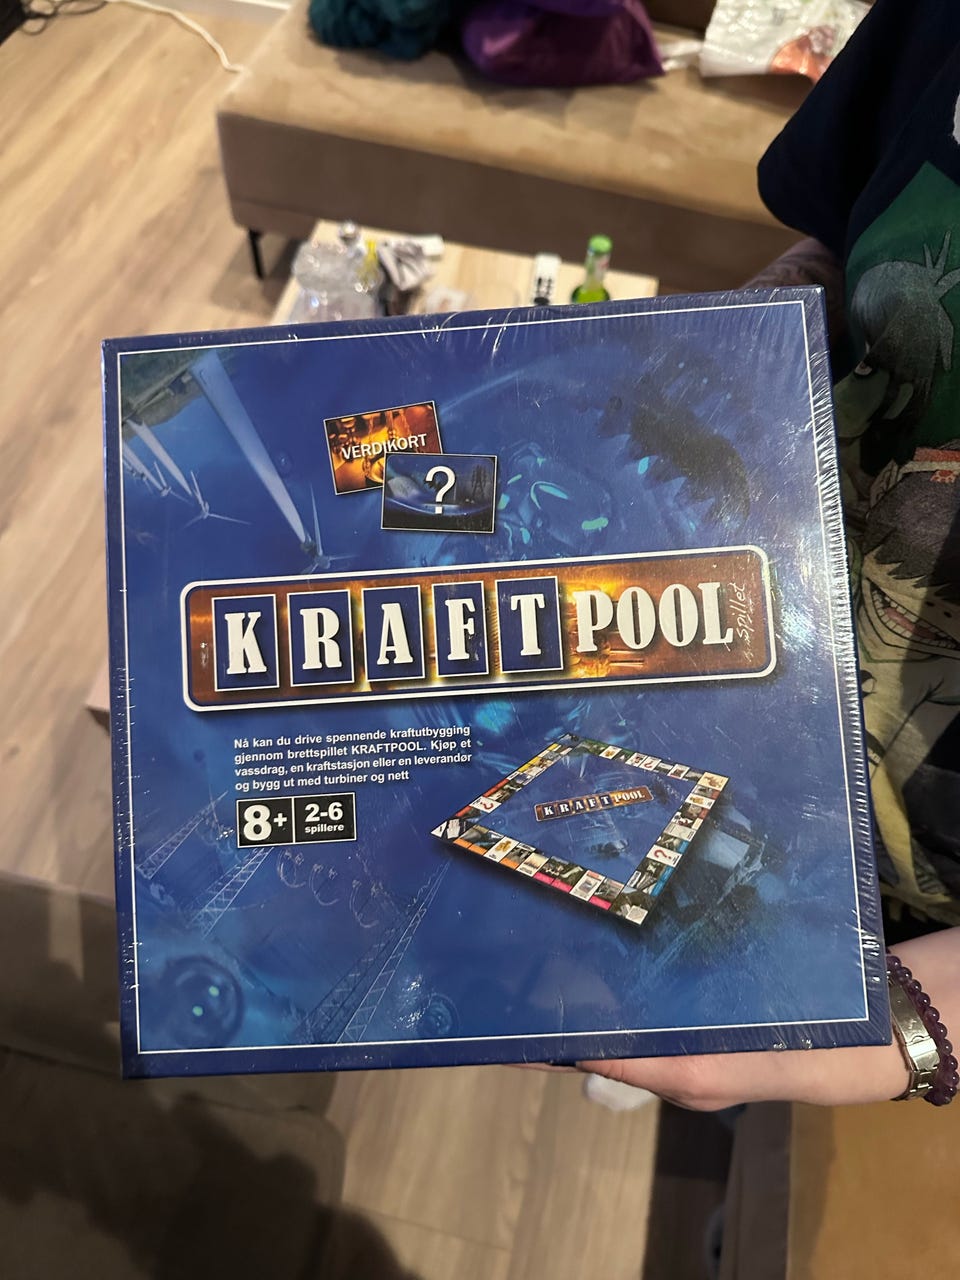 VERDIKORT
?
KRAFTPOOL
spillet
Nå kan du drive spennende kraftutbygging
gjennom brettspillet KRAFTPOOL. Kjøp et
vassdrag, en kraftstasjon eller en leverandør
og bygg ut med turbiner og nett
8+
2-6
spillere
KRAFTPOOL
?
?
?